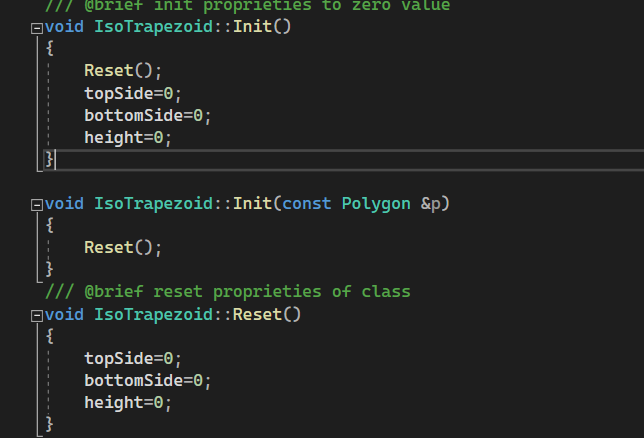 /// @brief init proprieties to zero value
void IsoTrapezoid::Init()
{
Reset();
topSide=0;
bottomSide=0;
height=0;
}
void IsoTrapezoid::Init(const Polygon &p)
{
Reset();
}
/// @brief reset proprieties of class
void IsoTrapezoid::Reset()
{
topSide=0;
bottomSide=0;
height=0;
}